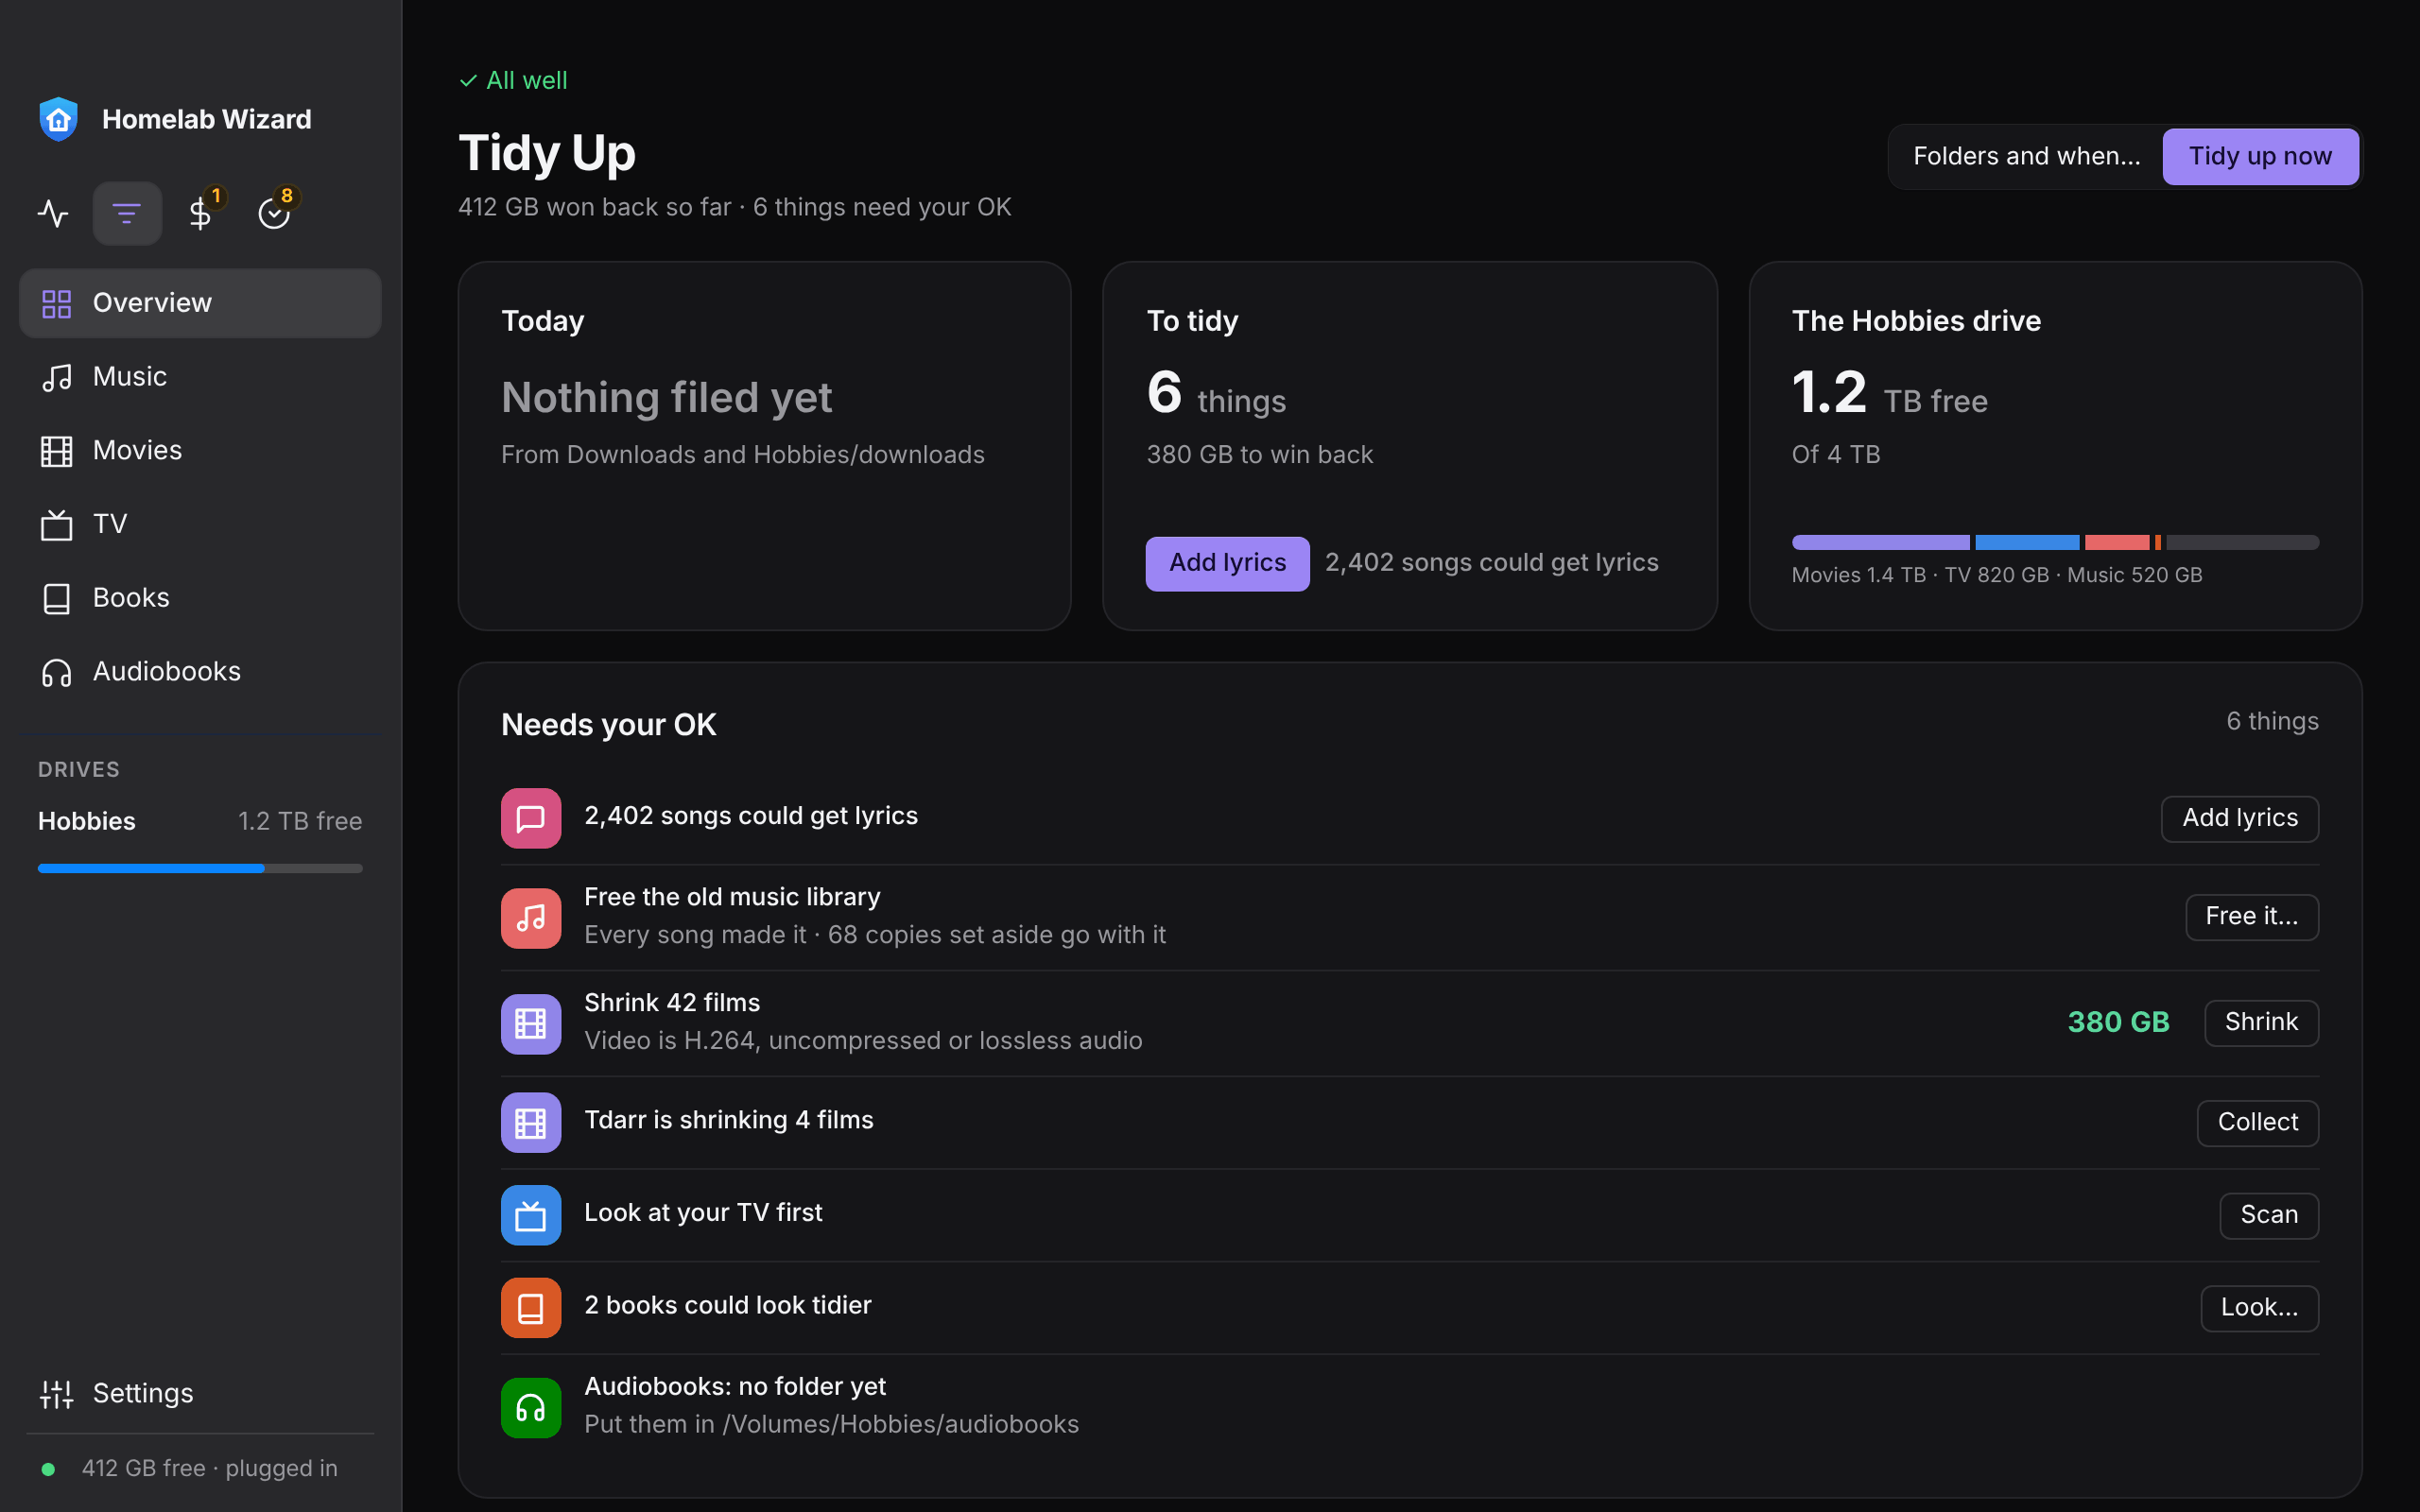 Homelab Wizard
1
8
Overview
Music
Movies
TV
Books
Audiobooks
DRIVES
Hobbies 1.2 TB free
Settings
412 GB free · plugged in
All well
Tidy Up
412 GB won back so far · 6 things need your OK
Folders and when...
Tidy up now
Today
Nothing filed yet
From Downloads and Hobbies/downloads
To tidy
6 things
380 GB to win back
Add lyrics 2,402 songs could get lyrics
The Hobbies drive
1.2 TB free
Of 4 TB
Movies 1.4 TB · TV 820 GB · Music 520 GB
Needs your OK 6 things
2,402 songs could get lyrics Add lyrics
Free the old music library
Every song made it · 68 copies set aside go with it
Free it...
Shrink 42 films
Video is H.264, uncompressed or lossless audio
380 GB Shrink
Tdarr is shrinking 4 films Collect
Look at your TV first Scan
2 books could look tidier Look...
Audiobooks: no folder yet
Put them in /Volumes/Hobbies/audiobooks